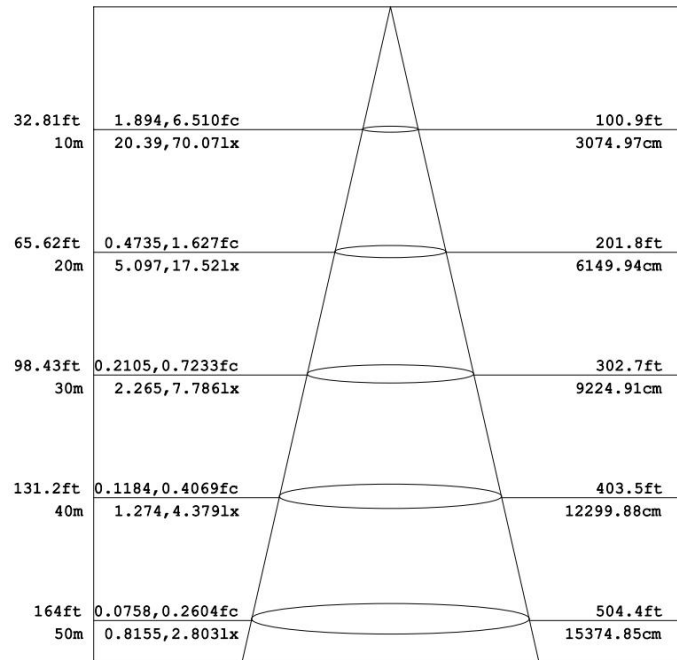 32.81ft 1.894,6.510fc 100.9ft
10m 20.39,70.07lx 3074.97cm
65.62ft 0.4735,1.627fc 201.8ft
20m 5.097,17.52lx 6149.94cm
98.43ft 0.2105,0.7233fc 302.7ft
30m 2.265,7.786lx 9224.91cm
131.2ft 0.1184,0.4069fc 403.5ft
40m 1.274,4.379lx 12299.88cm
164ft 0.0758,0.2604fc 504.4ft
50m 0.8155,2.803lx 15374.85cm